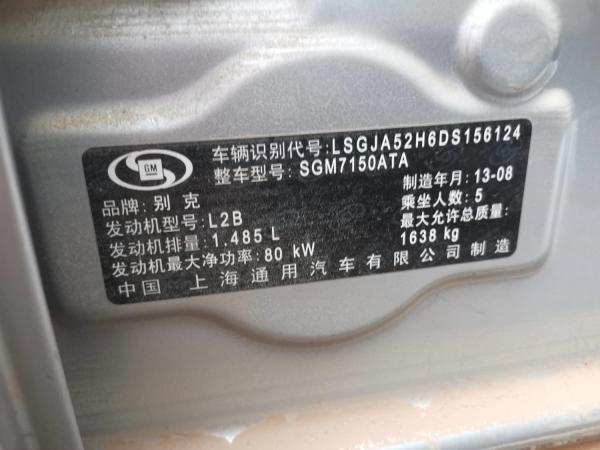 GM
车辆识别代号:LSGJA52H6DS156124
整车型号: SGM7150ATA
品牌: 别 克
制造年月: 13-08
发动机型号: L2B
乘坐人数: 5
发动机排量: 1.485 L
最大允许总质量:
发动机最大净功率: 80 kW
1638 kg
中国 上海通用汽车有限公司制造